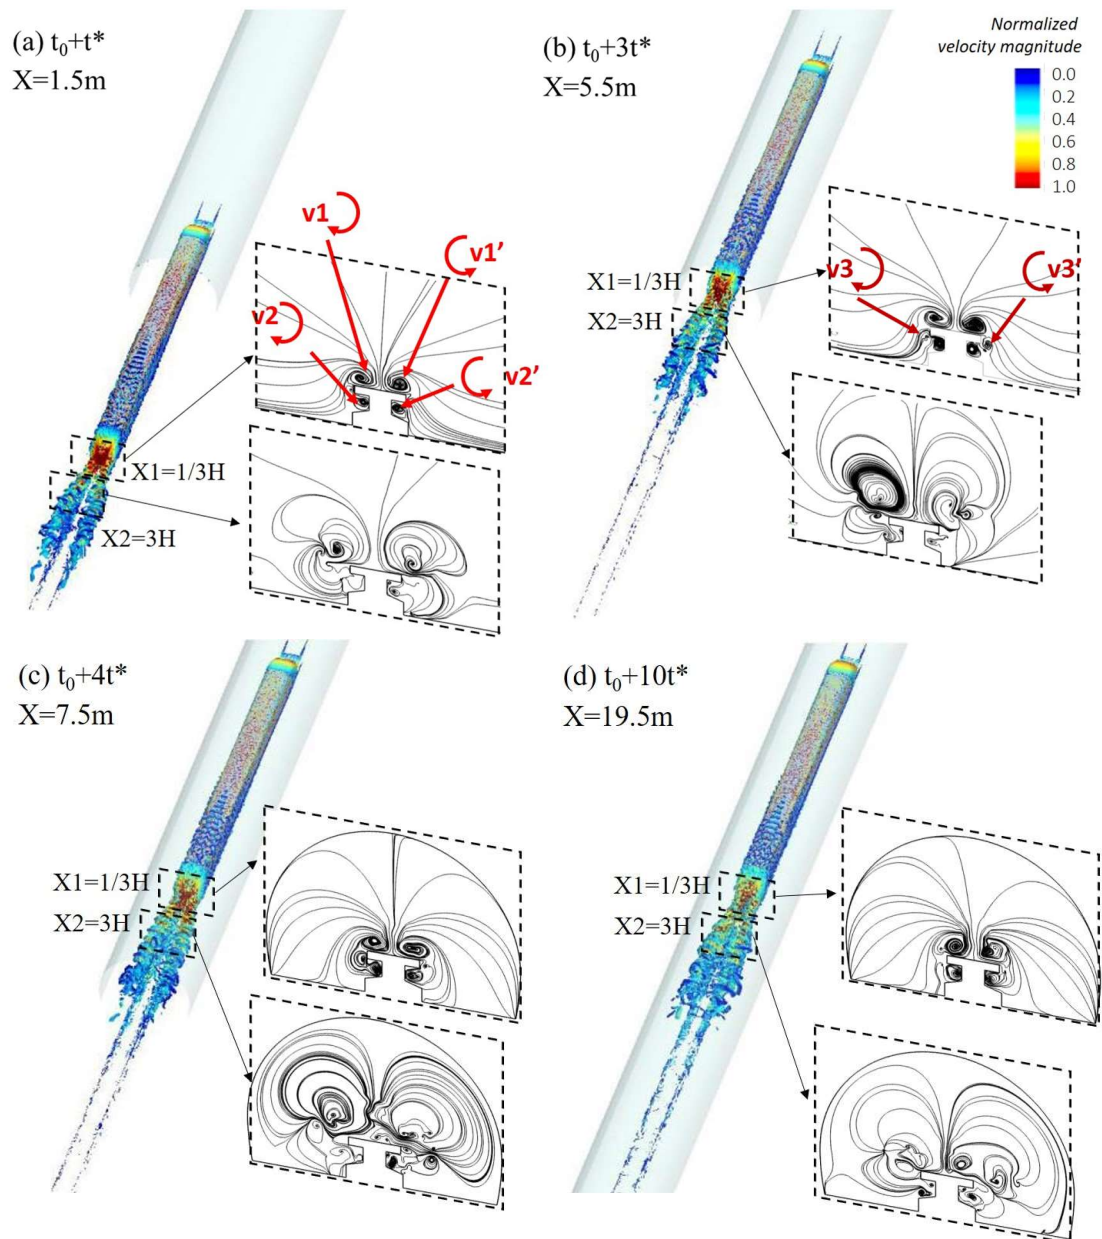 (a) t₀+t*
X=1.5m
v1
v1’
v2
v2’
X1=1/3H
X2=3H
(b) t₀+3t*
X=5.5m
Normalized
velocity magnitude
0.0
0.2
0.4
0.6
0.8
1.0
X1=1/3H
X2=3H
v3
v3’
(c) t₀+4t*
X=7.5m
X1=1/3H
X2=3H
(d) t₀+10t*
X=19.5m
X1=1/3H
X2=3H